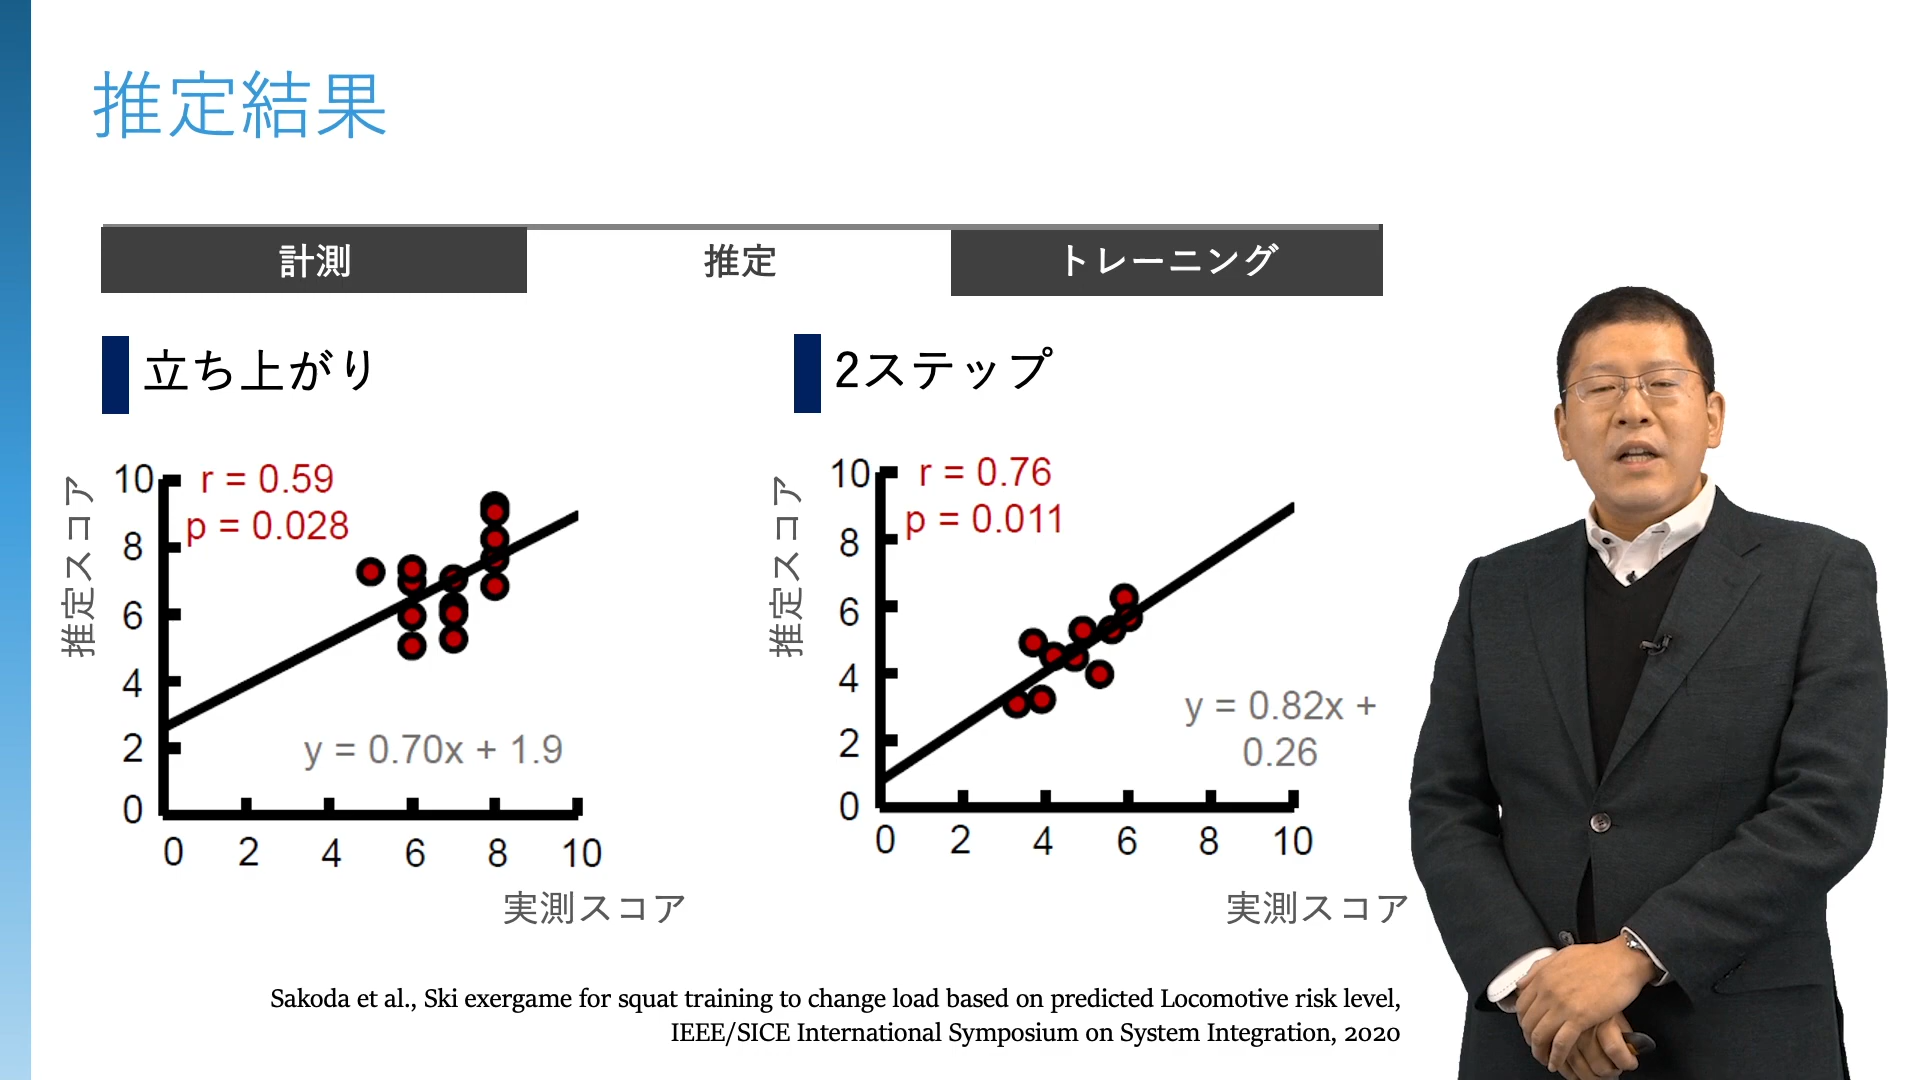 推定結果
計測
推定
トレーニング
立ち上がり
2ステップ
推定スコア
r = 0.59
p = 0.028
10
8
6
4
2
0
y = 0.70x + 1.9
0 2 4 6 8 10
実測スコア
推定スコア
r = 0.76
p = 0.011
10
8
6
4
2
0
y = 0.82x +
0.26
0 2 4 6 8 10
実測スコア
Sakoda et al., Ski exergame for squat training to change load based on predicted Locomotive risk level,
IEEE/SICE International Symposium on System Integration, 2020